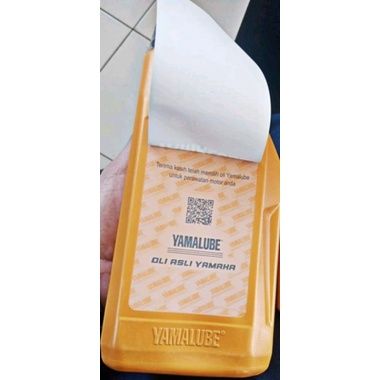 Terima kasih telah memilih oli Yamalube
untuk perawatan motor anda
YAMALUBE
OLI ASLI YAMAHA
YAMALUBE®